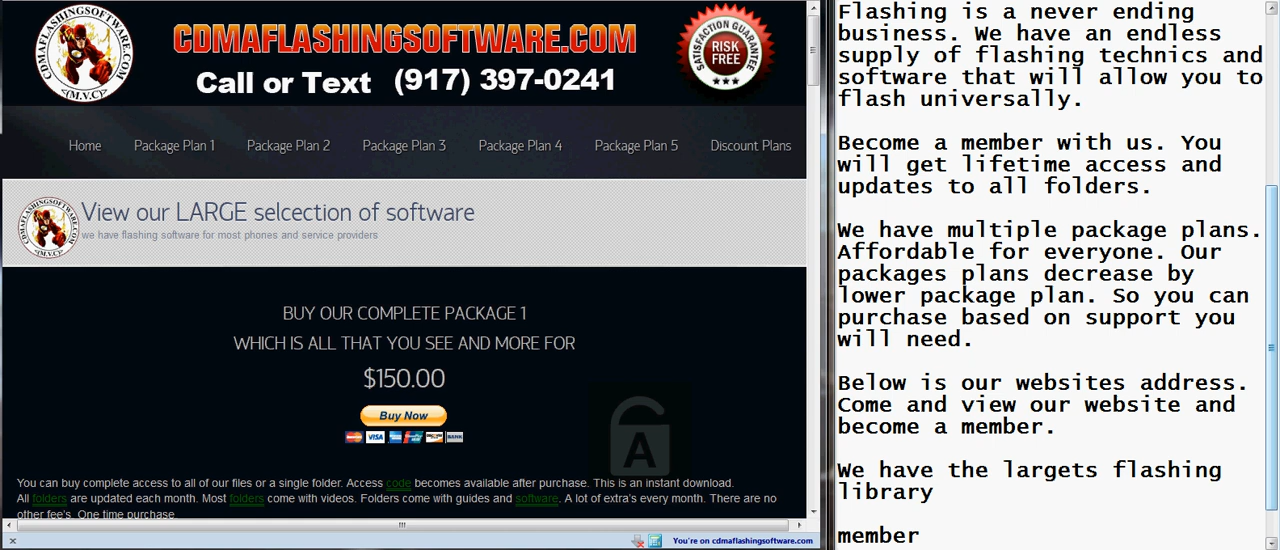 CDMAFLASHINGSOFTWARE.COM
<(M.V.C)>
CDMAFLASHINGSOFTWARE.COM
Call or Text (917) 397-0241
SATISFACTION GUARANTEE
RISK
FREE
Home Package Plan 1 Package Plan 2 Package Plan 3 Package Plan 4 Package Plan 5 Discount Plans
CDMAFLASHINGSOFTWARE.COM
<(M.V.C)>
View our LARGE selcection of software
we have flashing software for most phones and service providers
BUY OUR COMPLETE PACKAGE 1
WHICH IS ALL THAT YOU SEE AND MORE FOR
$150.00
Buy Now
VISA
BANK
A
You can buy complete access to all of our files or a single folder. Access code becomes available after purchase. This is an instant download.
All folders are updated each month. Most folders come with videos. Folders come with guides and software. A lot of extra's every month. There are no
other fee's. One time purchase.
You're on cdmaflashingsoftware.com
Flashing is a never ending
business. We have an endless
supply of flashing technics and
software that will allow you to
flash universally.
Become a member with us. You
will get lifetime access and
updates to all folders.
We have multiple package plans.
Affordable for everyone. Our
packages plans decrease by
lower package plan. So you can
purchase based on support you
will need.
Below is our websites address.
Come and view our website and
become a member.
We have the largets flashing
library
member